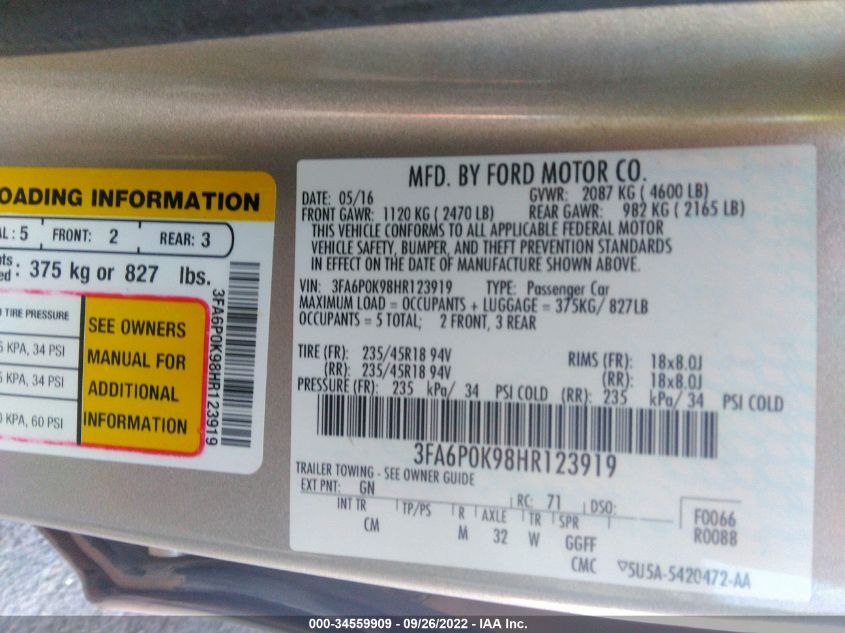 OADING INFORMATION
AL: 5 FRONT: 2 REAR: 3
nts
ed: 375 kg or 827 lbs.
TIRE PRESSURE
5 KPA, 34 PSI
5 KPA, 34 PSI
0 KPA, 60 PSI
SEE OWNERS
MANUAL FOR
ADDITIONAL
INFORMATION
3FA6P0K98HR123919
MFD. BY FORD MOTOR CO.
DATE: 05/16 GVWR: 2087 KG ( 4600 LB)
FRONT GAWR: 1120 KG ( 2470 LB) REAR GAWR: 982 KG ( 2165 LB)
THIS VEHICLE CONFORMS TO ALL APPLICABLE FEDERAL MOTOR
VEHICLE SAFETY, BUMPER, AND THEFT PREVENTION STANDARDS
IN EFFECT ON THE DATE OF MANUFACTURE SHOWN ABOVE.
VIN: 3FA6P0K98HR123919 TYPE: Passenger Car
MAXIMUM LOAD = OCCUPANTS + LUGGAGE = 375KG/ 827LB
OCCUPANTS = 5 TOTAL; 2 FRONT, 3 REAR
TIRE (FR): 235/45R18 94V RIMS (FR): 18x8.0J
(RR): 235/45R18 94V (RR): 18x8.0J
PRESSURE (FR): 235 kPa/ 34 PSI COLD (RR): 235 kPa/ 34 PSI COLD
3FA6P0K98HR123919
TRAILER TOWING - SEE OWNER GUIDE
EXT PNT: GN RC: 71 DSO:
INT TR TP/PS R AXLE TR SPR F0066
CM M 32 W GGFF R0088
CMC 5U5A-5420472-AA
000-34559909 - 09/26/2022 - IAA Inc.